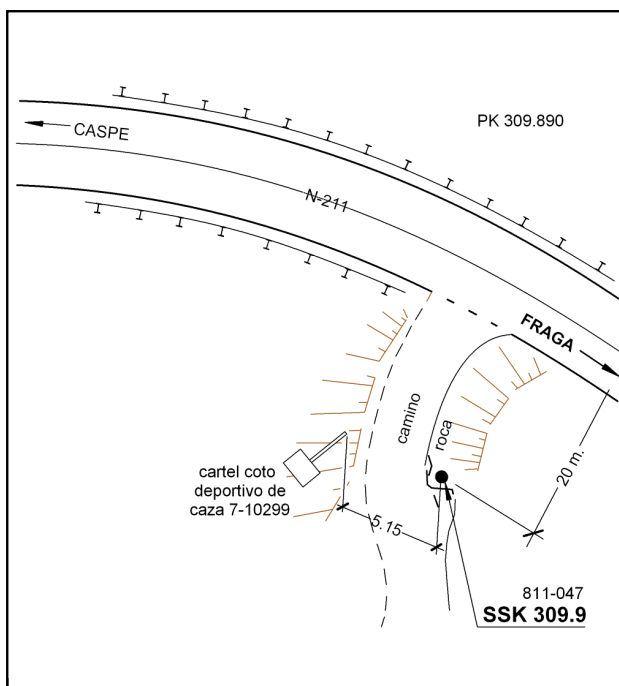 PK 309.890
CASPE
N-211
FRAGA
camino
roca
20 m.
cartel coto
deportivo de
caza 7-10299
5.15
811-047
SSK 309.9